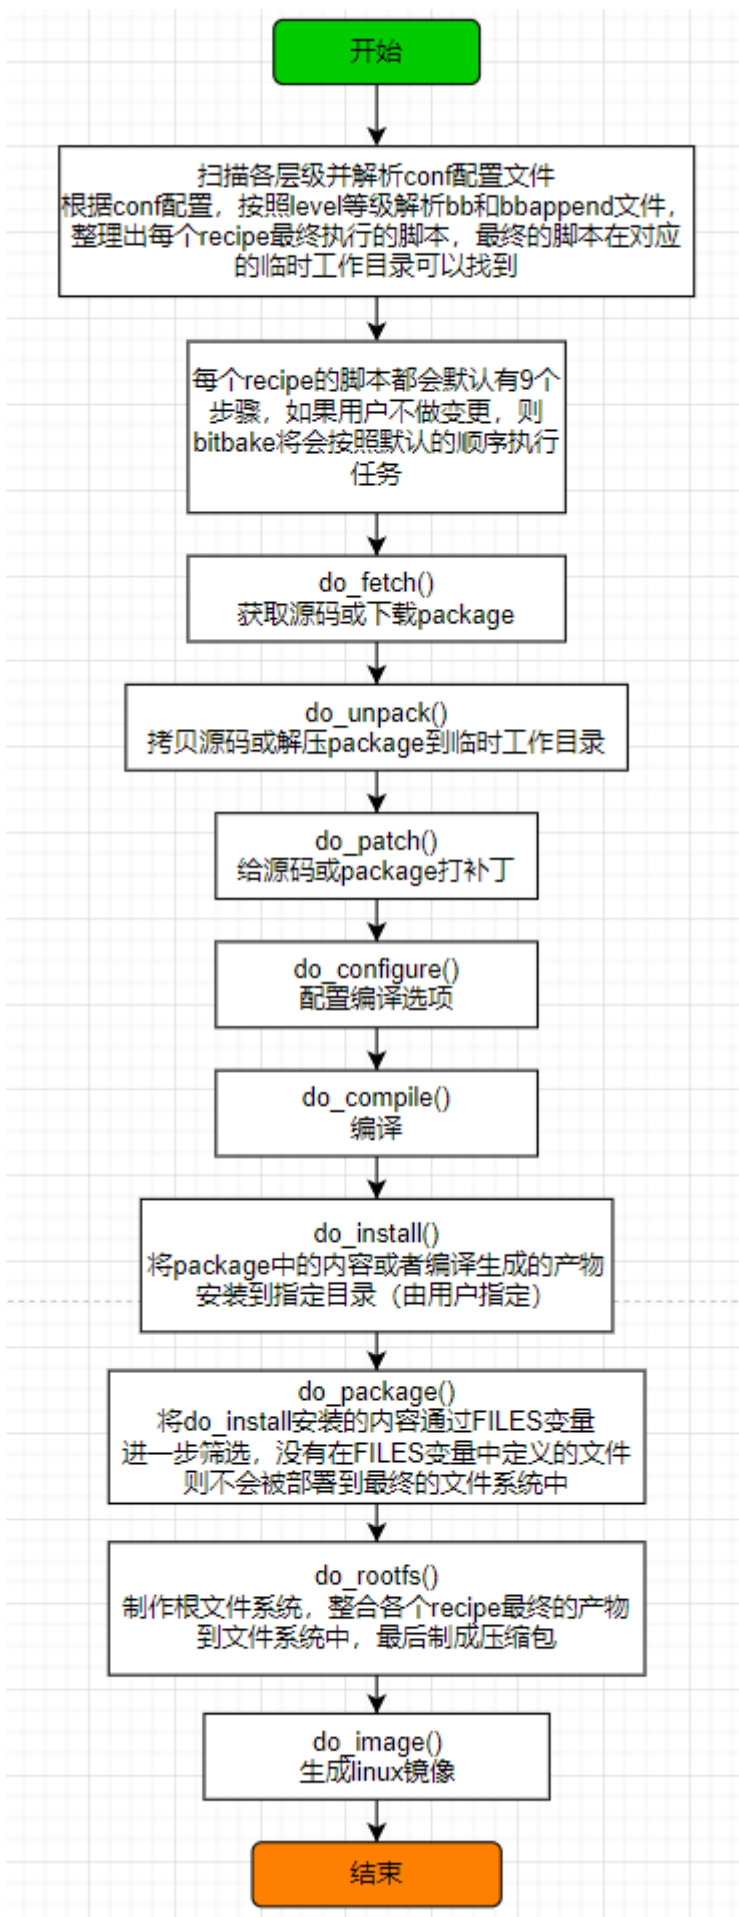 开始
扫描各层级并解析conf配置文件
根据conf配置，按照level等级解析bb和bbappend文件，
整理出每个recipe最终执行的脚本，最终的脚本在对应
的临时工作目录可以找到
每个recipe的脚本都会默认有9个
步骤，如果用户不做变更，则
bitbake将会按照默认的顺序执行
任务
do_fetch()
获取源码或下载package
do_unpack()
拷贝源码或解压package到临时工作目录
do_patch()
给源码或package打补丁
do_configure()
配置编译选项
do_compile()
编译
do_install()
将package中的内容或者编译生成的产物
安装到指定目录（由用户指定）
do_package()
将do_install安装的内容通过FILES变量
进一步筛选，没有在FILES变量中定义的文件
则不会被部署到最终的文件系统中
do_rootfs()
制作根文件系统，整合各个recipe最终的产物
到文件系统中，最后制成压缩包
do_image()
生成linux镜像
结束